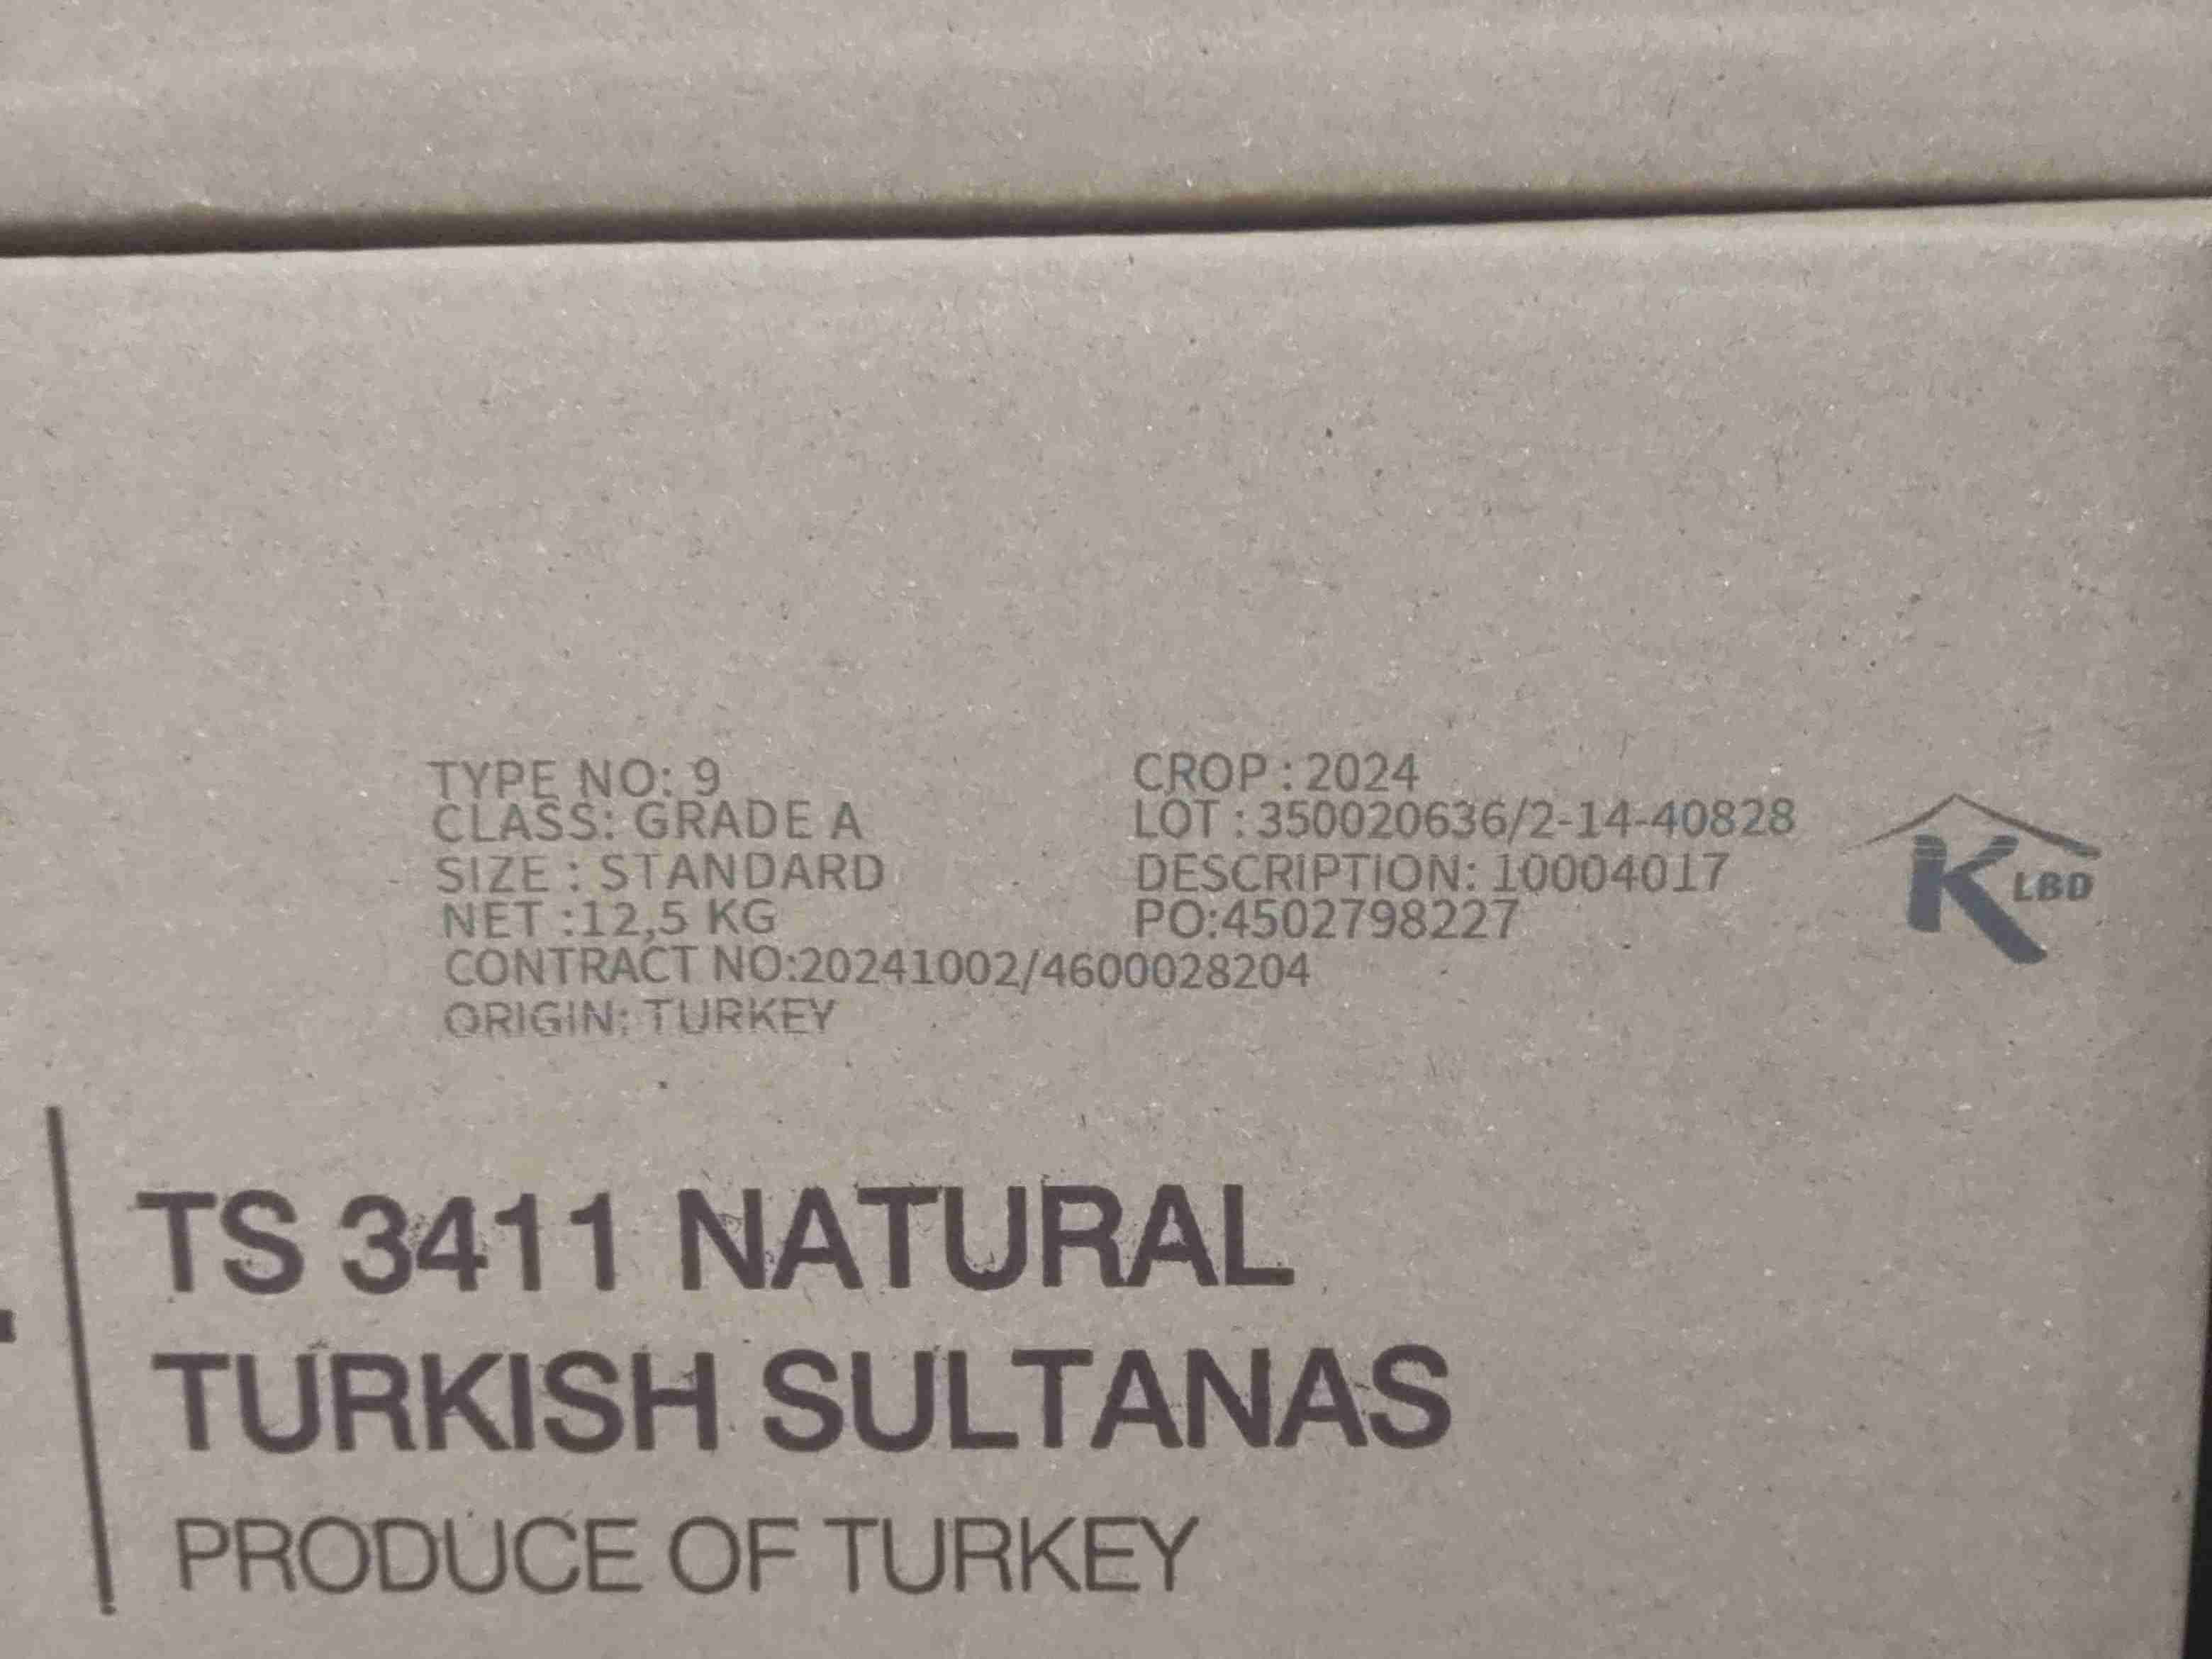 TYPE NO: 9
CLASS: GRADE A
SIZE : STANDARD
NET :12,5 KG
CONTRACT NO:20241002/4600028204
ORIGIN: TURKEY
CROP : 2024
LOT : 350020636/2-14-40828
DESCRIPTION: 10004017
PO:4502798227
K LBD
TS 3411 NATURAL
TURKISH SULTANAS
PRODUCE OF TURKEY